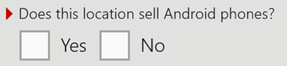 Does this location sell Android phones?
Yes No